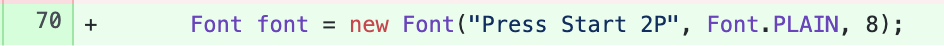 70 + Font font = new Font("Press Start 2P", Font.PLAIN, 8);